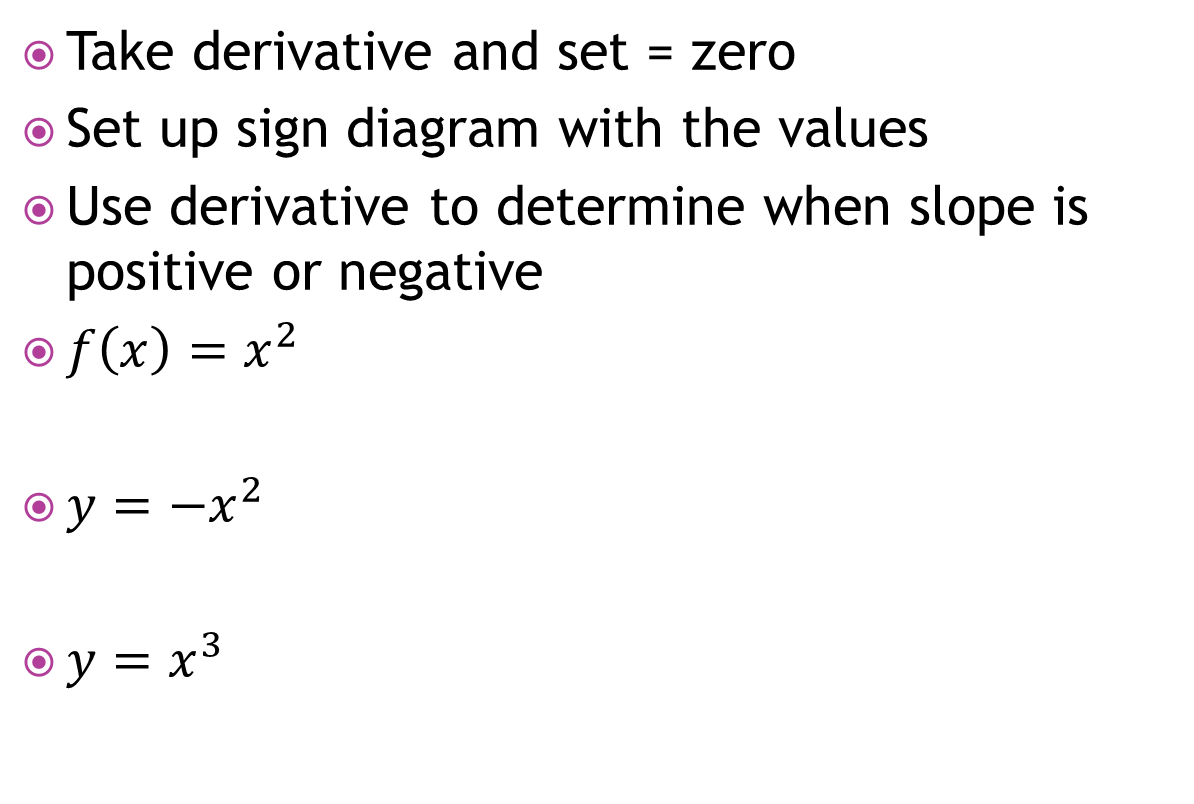 Take derivative and set = zero
Set up sign diagram with the values
Use derivative to determine when slope is
positive or negative
f(x) = x²
y = −x²
y = x³